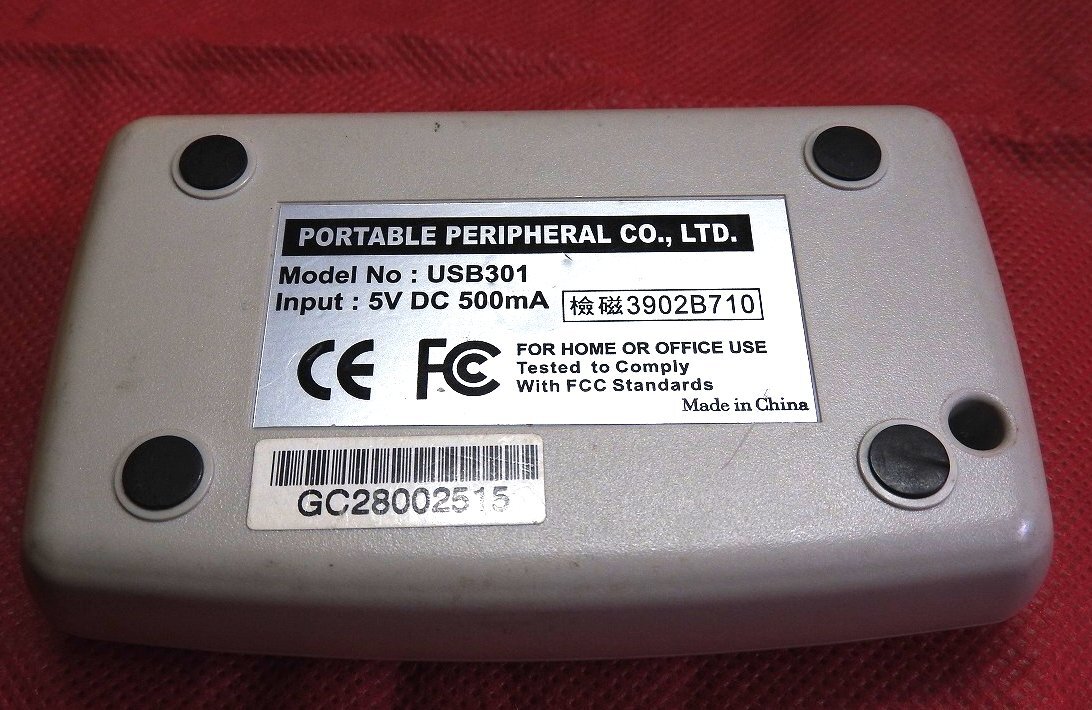 PORTABLE PERIPHERAL CO., LTD.
Model No : USB301
Input : 5V DC 500mA
檢磁3902B710
CE FC
FOR HOME OR OFFICE USE
Tested to Comply
With FCC Standards
Made in China
GC28002515